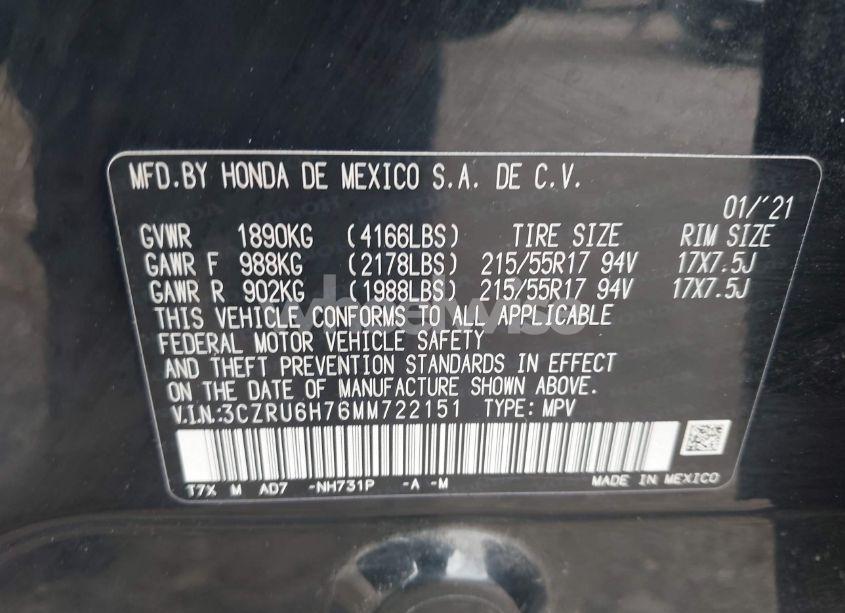 MFD.BY HONDA DE MEXICO S.A. DE C.V.
01/'21
GVWR 1890KG (4166LBS) TIRE SIZE RIM SIZE
GAWR F 988KG (2178LBS) 215/55R17 94V 17X7.5J
GAWR R 902KG (1988LBS) 215/55R17 94V 17X7.5J
THIS VEHICLE CONFORMS TO ALL APPLICABLE
FEDERAL MOTOR VEHICLE SAFETY
AND THEFT PREVENTION STANDARDS IN EFFECT
ON THE DATE OF MANUFACTURE SHOWN ABOVE.
V.I.N.:3CZRU6H76MM722151 TYPE:MPV
T7X M AD7 -NH731P -A -M
MADE IN MEXICO